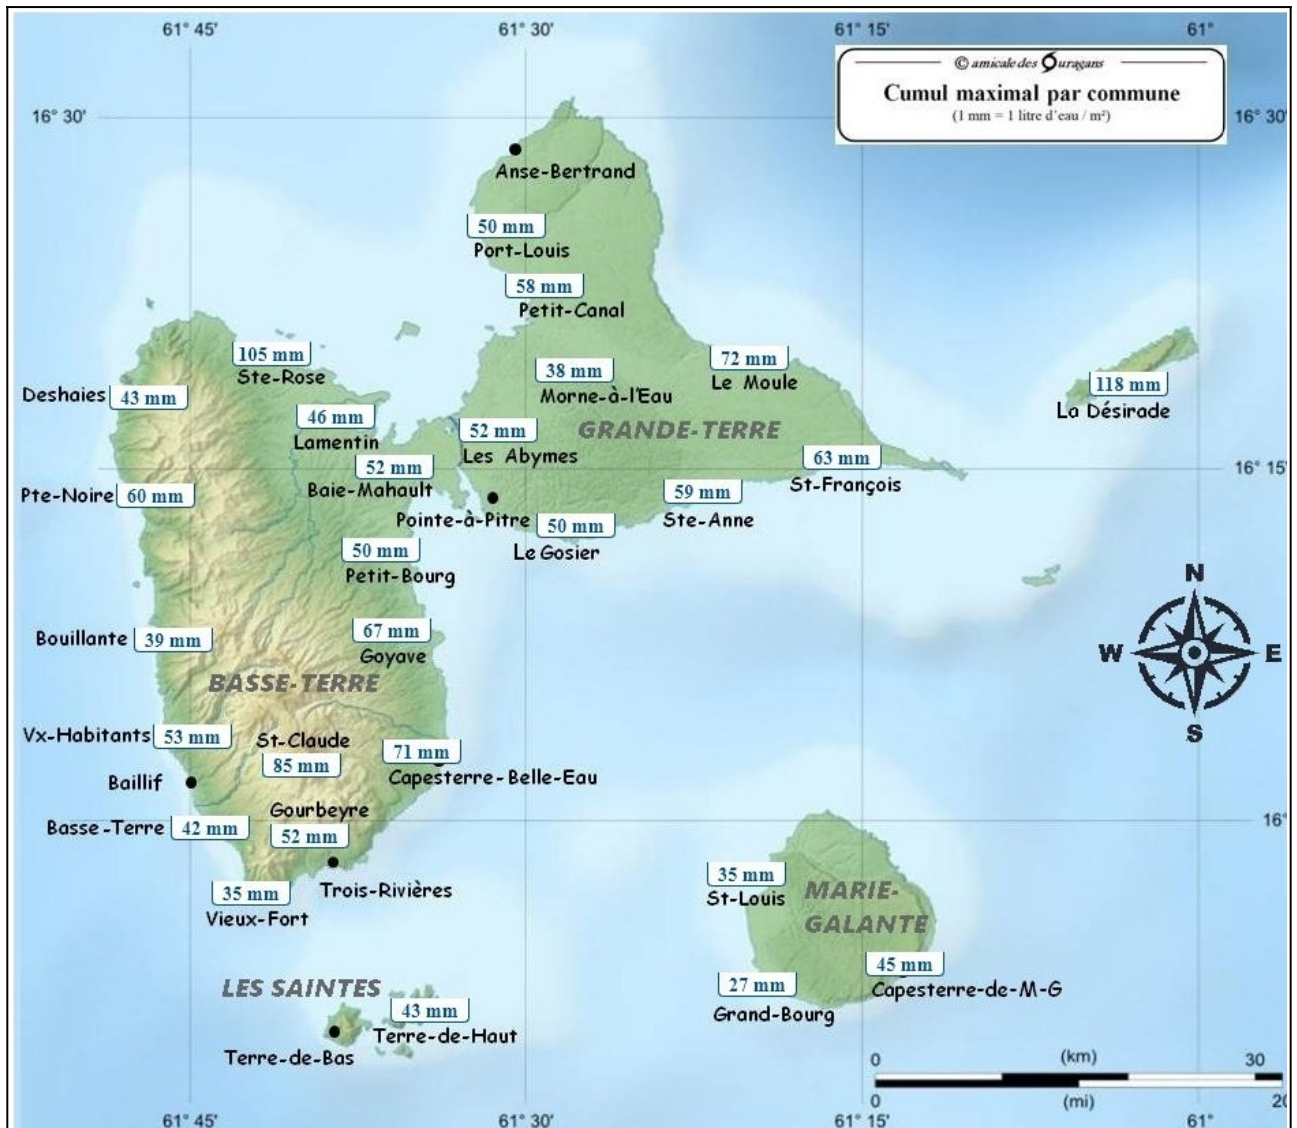 61° 45'
61° 30'
61° 15'
61°
© amicale des Ouragans
Cumul maximal par commune
(1 mm = 1 litre d'eau / m²)
16° 30'
16° 30'
Anse-Bertrand
50 mm
Port-Louis
58 mm
Petit-Canal
105 mm
Ste-Rose
72 mm
Le Moule
38 mm
Morne-à-l'Eau
118 mm
La Désirade
Deshaies
43 mm
46 mm
Lamentin
52 mm
Les Abymes
GRANDE-TERRE
63 mm
St-François
16° 15'
52 mm
Baie-Mahault
Pte-Noire
60 mm
59 mm
Ste-Anne
Pointe-à-Pitre
50 mm
Le Gosier
50 mm
Petit-Bourg
N
W
E
S
67 mm
Goyave
Bouillante
39 mm
BASSE-TERRE
Vx-Habitants
53 mm
St-Claude
85 mm
71 mm
Capesterre-Belle-Eau
Baillif
Gourbeyre
52 mm
Basse-Terre
42 mm
16°
Trois-Rivières
35 mm
Vieux-Fort
35 mm
St-Louis
MARIE-
GALANTE
45 mm
Capesterre-de-M-G
27 mm
Grand-Bourg
LES SAINTES
43 mm
Terre-de-Haut
Terre-de-Bas
0
(km)
30
0
(mi)
20
61° 45'
61° 30'
61° 15'
61°